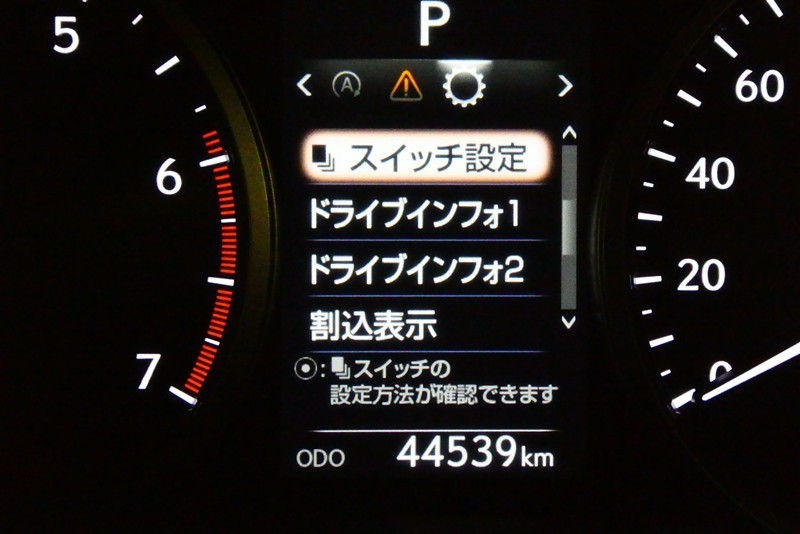 P
5
6
7
A
スイッチ設定
ドライブインフォ1
ドライブインフォ2
割込表示
:スイッチの
設定方法が確認できます
ODO 44539km
60
40
20
0